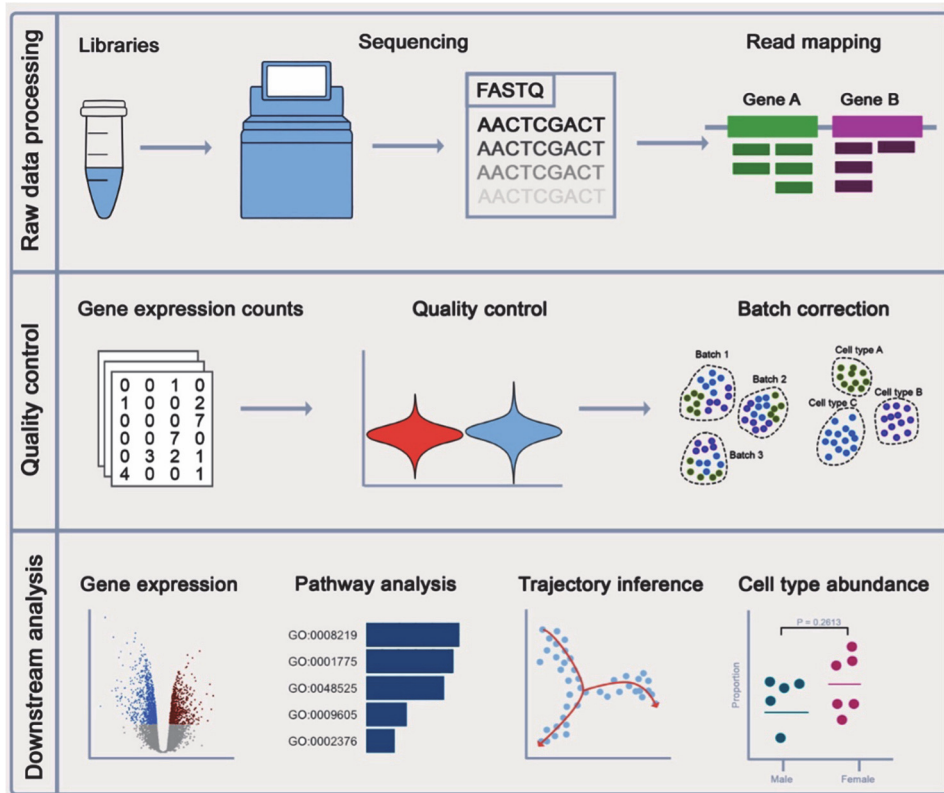 Raw data processing
Libraries
Sequencing
Read mapping
FASTQ
AACTCGACT
AACTCGACT
AACTCGACT
AACTCGACT
Gene A
Gene B
Quality control
Gene expression counts
Quality control
Batch correction
0 0 1 0
1 0 0 2
0 0 0 7
0 0 7 0
0 3 2 1
4 0 0 1
Batch 1
Batch 2
Batch 3
Cell type A
Cell type B
Cell type C
Downstream analysis
Gene expression
Pathway analysis
Trajectory inference
Cell type abundance
GO:0008219
GO:0001775
GO:0048525
GO:0009605
GO:0002376
P = 0.2613
Proportion
Male
Female